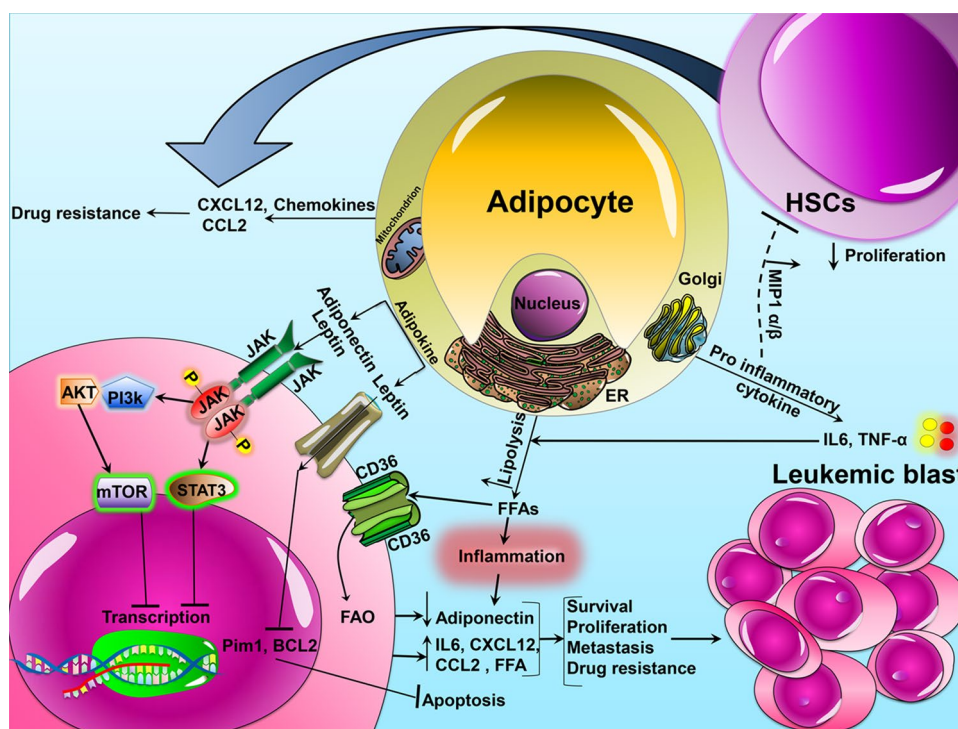 Adipocyte
HSCs
Mitochondrion
CXCL12, Chemokines
CCL2
Drug resistance
Proliferation
MIP1 α/β
Golgi
Nucleus
ER
Adipokine
Adiponectin
Leptin
Leptin
Pro inflammatory
cytokine
IL6, TNF-α
Lipolysis
FFAs
JAK
JAK
P
JAK
JAK
P
AKT
PI3k
mTOR
STAT3
CD36
CD36
Leukemic blast
Inflammation
Transcription
Pim1, BCL2
FAO
Adiponectin
IL6, CXCL12,
CCL2 , FFA
Apoptosis
Survival
Proliferation
Metastasis
Drug resistance